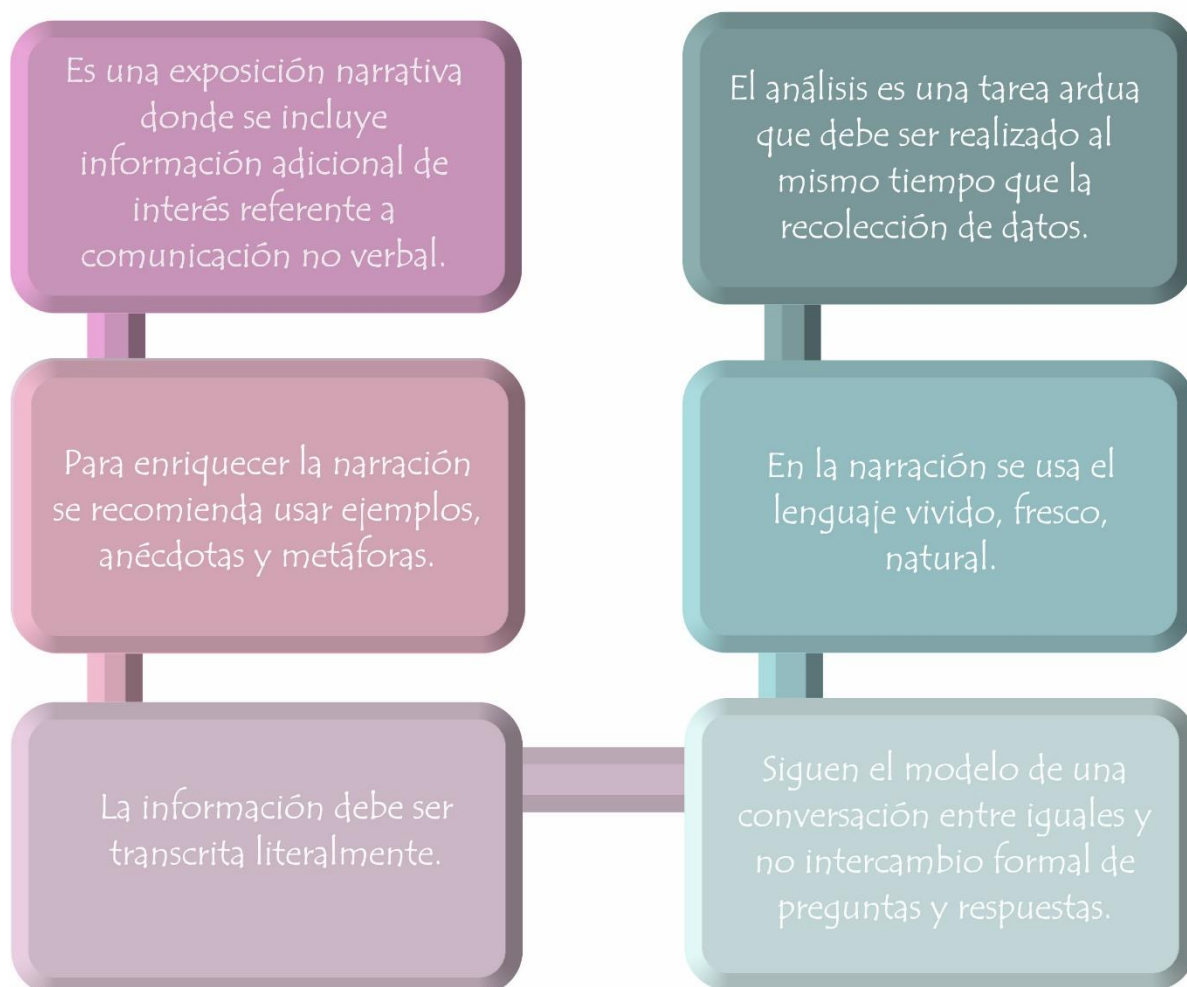 Es una exposición narrativa
donde se incluye
información adicional de
interés referente a
comunicación no verbal.
Para enriquecer la narración
se recomienda usar ejemplos,
anécdotas y metáforas.
La información debe ser
transcrita literalmente.
Siguen el modelo de una
conversación entre iguales y
no intercambio formal de
preguntas y respuestas.
En la narración se usa el
lenguaje vivido, fresco,
natural.
El análisis es una tarea ardua
que debe ser realizado al
mismo tiempo que la
recolección de datos.